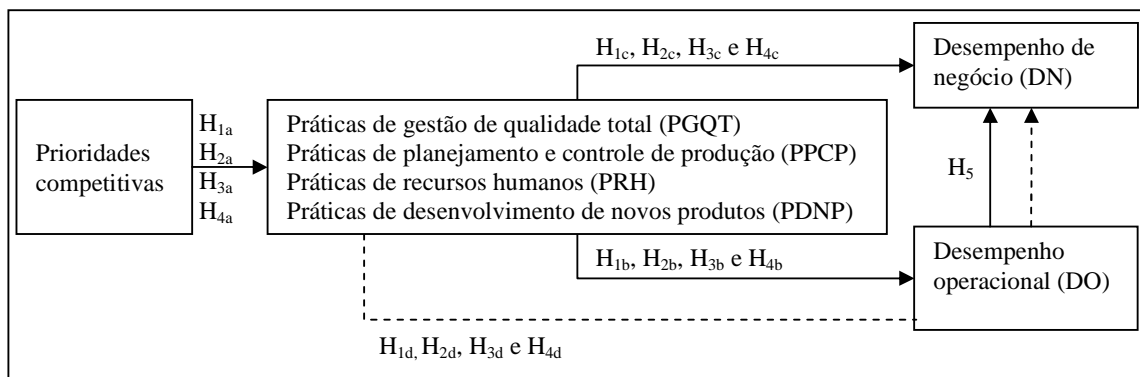 H1c, H2c, H3c e H4c
Desempenho de
negócio (DN)
Prioridades
competitivas
H1a
H2a
H3a
H4a
Práticas de gestão de qualidade total (PGQT)
Práticas de planejamento e controle de produção (PPCP)
Práticas de recursos humanos (PRH)
Práticas de desenvolvimento de novos produtos (PDNP)
H5
H1b, H2b, H3b e H4b
Desempenho
operacional (DO)
H1d, H2d, H3d e H4d